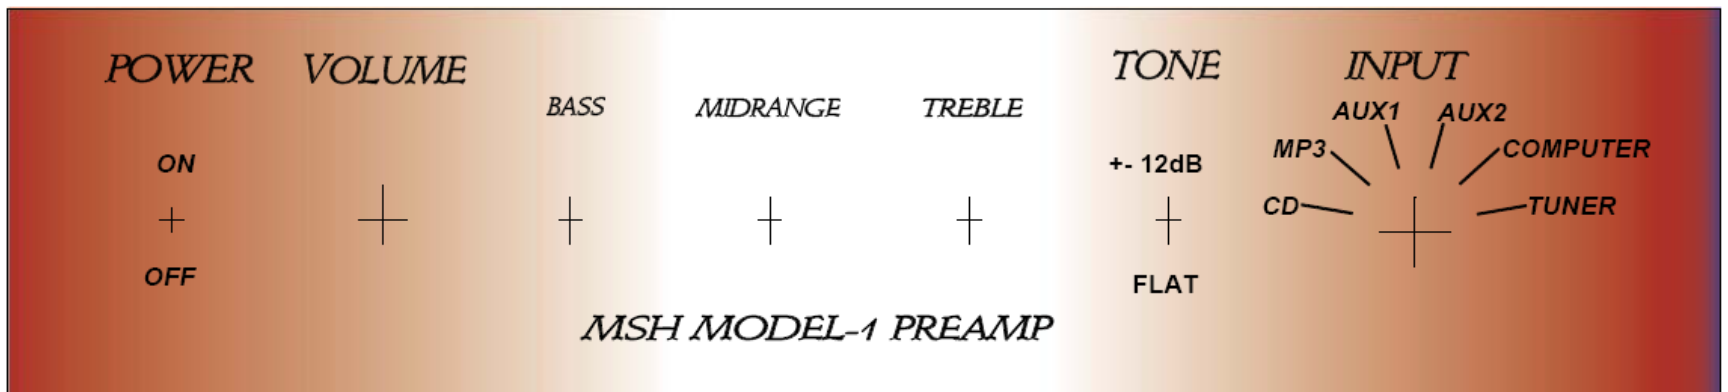 POWER
VOLUME
BASS
MIDRANGE
TREBLE
TONE
INPUT
ON
OFF
+- 12dB
FLAT
AUX1
AUX2
MP3
COMPUTER
CD
TUNER
MSH MODEL-1 PREAMP